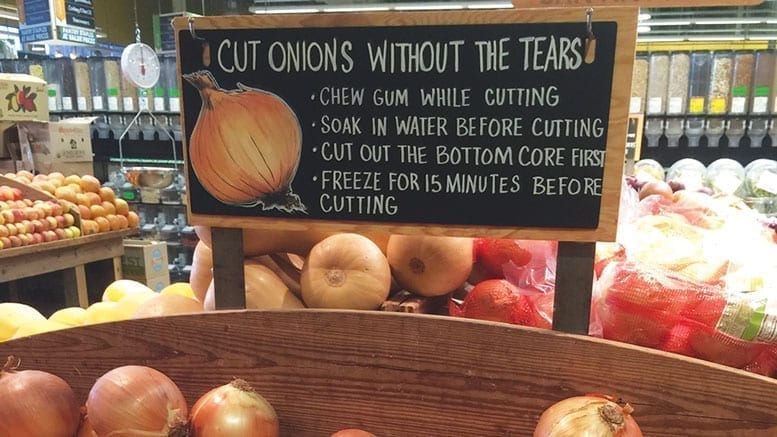 CUT ONIONS WITHOUT THE TEARS
• CHEW GUM WHILE CUTTING
• SOAK IN WATER BEFORE CUTTING
• CUT OUT THE BOTTOM CORE FIRST
• FREEZE FOR 15 MINUTES BEFORE
CUTTING